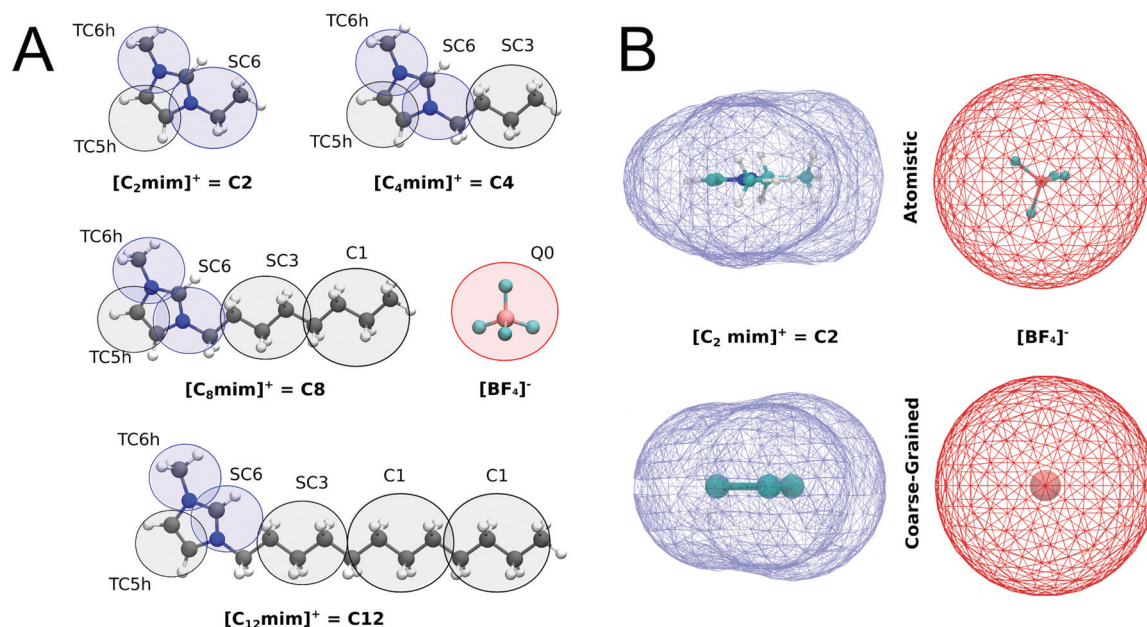 A
TC6h
SC6
TC5h
[C₂mim]⁺ = C2
TC6h
SC6
SC3
TC5h
[C₄mim]⁺ = C4
TC6h
SC6
SC3
C1
TC5h
[C₈mim]⁺ = C8
Q0
[BF₄]⁻
TC6h
SC6
SC3
C1
C1
TC5h
[C₁₂mim]⁺ = C12
B
Atomistic
[C₂ mim]⁺ = C2
[BF₄]⁻
Coarse-Grained